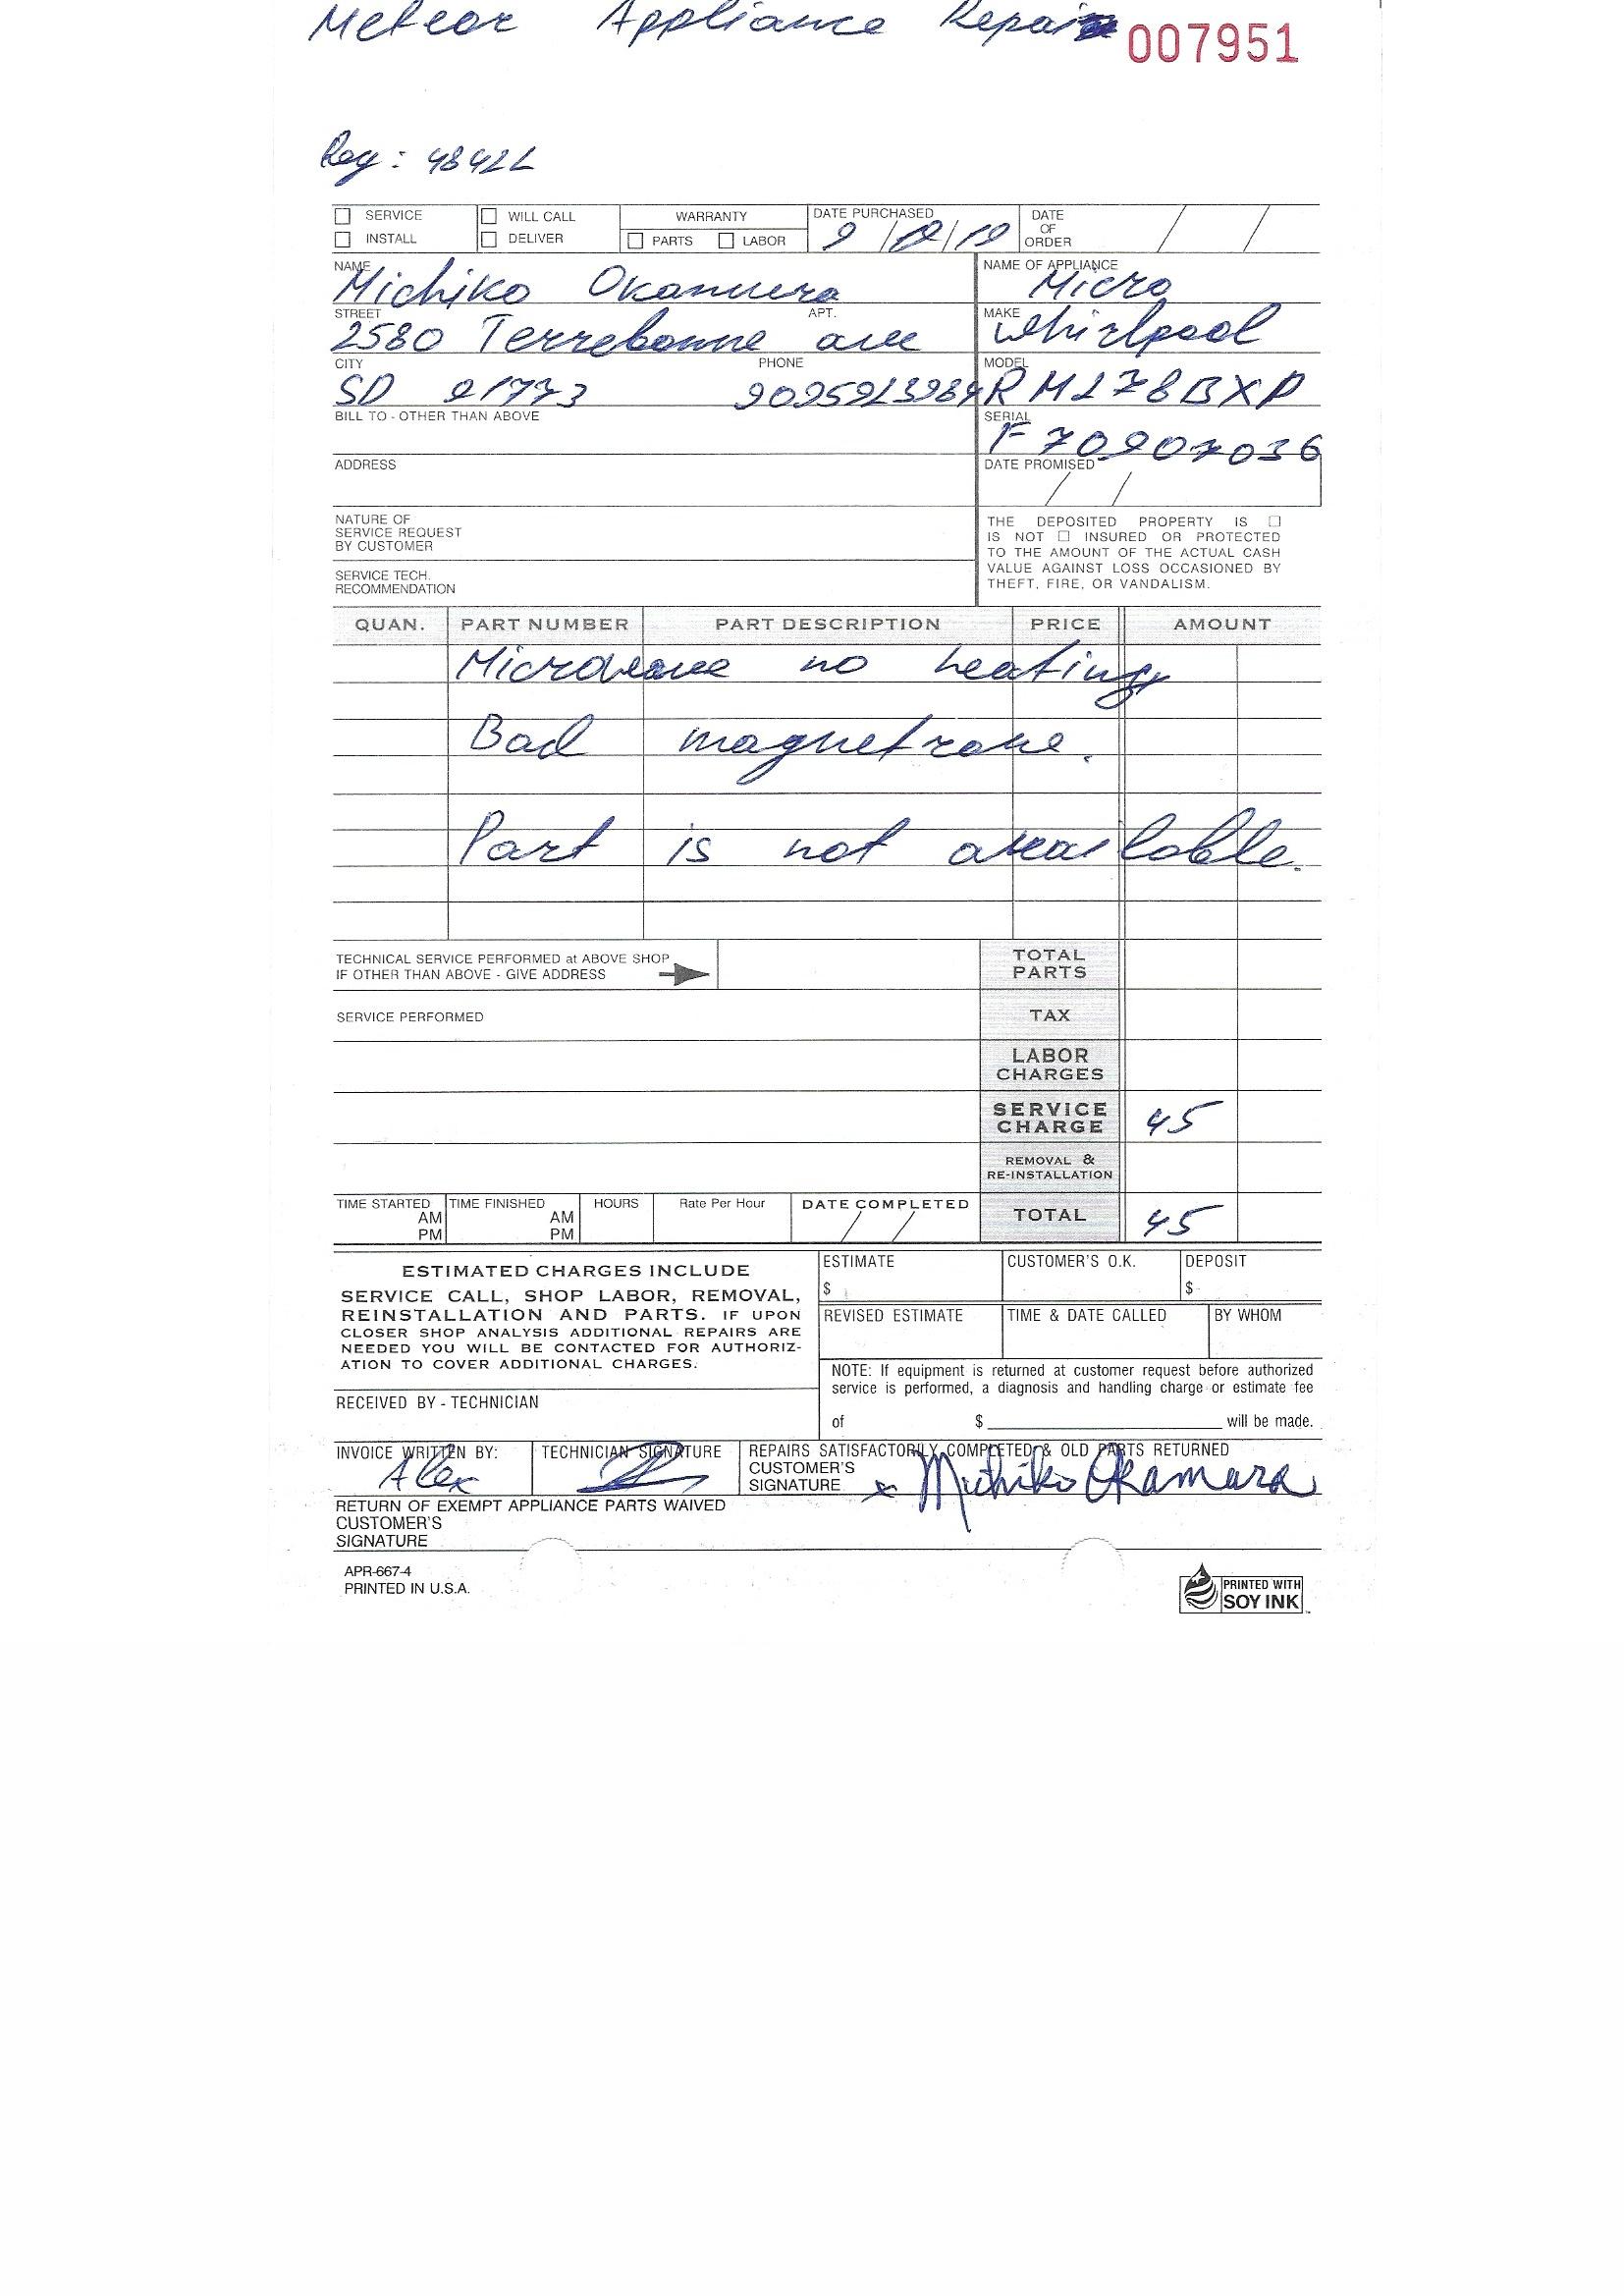 Meteor Appliance Repair 007951
Reg: 4842L
SERVICE WILL CALL WARRANTY DATE PURCHASED DATE OF ORDER
INSTALL DELIVER PARTS LABOR 9/12/19 / /
NAME Michiko Okamura NAME OF APPLIANCE Micro
STREET 2580 Terrebonne ave APT. MAKE Whirlpool
CITY SD 91773 PHONE 9095923984 MODEL RM278BXP
BILL TO - OTHER THAN ABOVE SERIAL F70907036
ADDRESS DATE PROMISED / /
NATURE OF
SERVICE REQUEST
BY CUSTOMER
SERVICE TECH.
RECOMMENDATION
THE DEPOSITED PROPERTY IS
IS NOT INSURED OR PROTECTED
TO THE AMOUNT OF THE ACTUAL CASH
VALUE AGAINST LOSS OCCASIONED BY
THEFT, FIRE, OR VANDALISM.
QUAN. PART NUMBER PART DESCRIPTION PRICE AMOUNT
Microwave no heating
Bad magnetrone.
Part is not available.
TECHNICAL SERVICE PERFORMED at ABOVE SHOP
IF OTHER THAN ABOVE - GIVE ADDRESS
TOTAL
PARTS
SERVICE PERFORMED TAX
LABOR
CHARGES
SERVICE
CHARGE 45
REMOVAL &
RE-INSTALLATION
TIME STARTED AM PM TIME FINISHED AM PM HOURS Rate Per Hour DATE COMPLETED / / TOTAL 45
ESTIMATED CHARGES INCLUDE
SERVICE CALL, SHOP LABOR, REMOVAL,
REINSTALLATION AND PARTS. IF UPON
CLOSER SHOP ANALYSIS ADDITIONAL REPAIRS ARE
NEEDED YOU WILL BE CONTACTED FOR AUTHORIZ-
ATION TO COVER ADDITIONAL CHARGES.
ESTIMATE $ CUSTOMER'S O.K. DEPOSIT $
REVISED ESTIMATE TIME & DATE CALLED BY WHOM
NOTE: If equipment is returned at customer request before authorized
service is performed, a diagnosis and handling charge or estimate fee
of $ will be made.
RECEIVED BY - TECHNICIAN
INVOICE WRITTEN BY: Alex TECHNICIAN SIGNATURE REPAIRS SATISFACTORILY COMPLETED & OLD PARTS RETURNED
CUSTOMER'S
SIGNATURE x Michiko Okamura
RETURN OF EXEMPT APPLIANCE PARTS WAIVED
CUSTOMER'S
SIGNATURE
APR-667-4
PRINTED IN U.S.A.
PRINTED WITH
SOY INK™